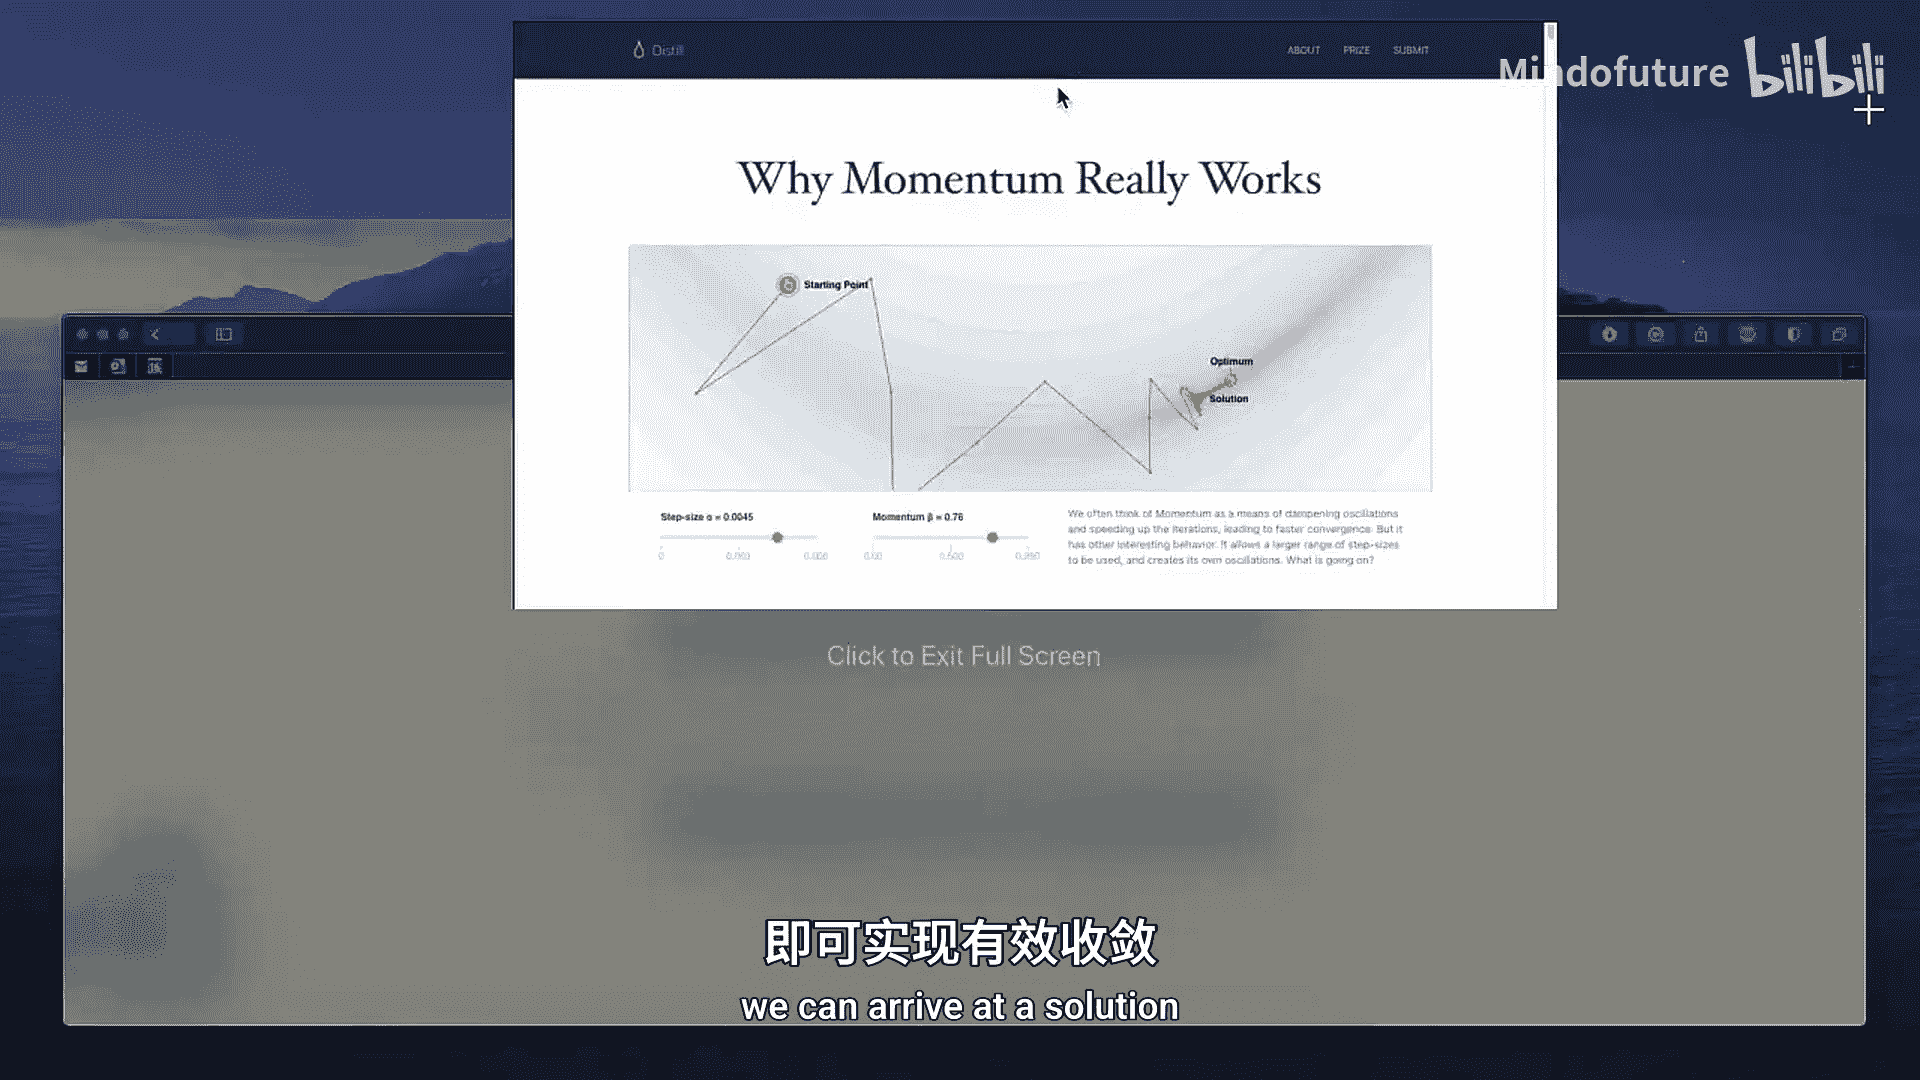 Distill
ABOUT PRIZE SUBMIT
Mindofuture bilibili
Why Momentum Really Works
Starting Point
Optimum
Solution
Step-size α = 0.0045
Momentum β = 0.76
We often think of Momentum as a means of dampening oscillations
and speeding up the iterations, leading to faster convergence. But it
has other interesting behavior. It allows a larger range of step-sizes
to be used, and creates its own oscillations. What is going on?
0
0.00
Click to Exit Full Screen
即可实现有效收敛
we can arrive at a solution